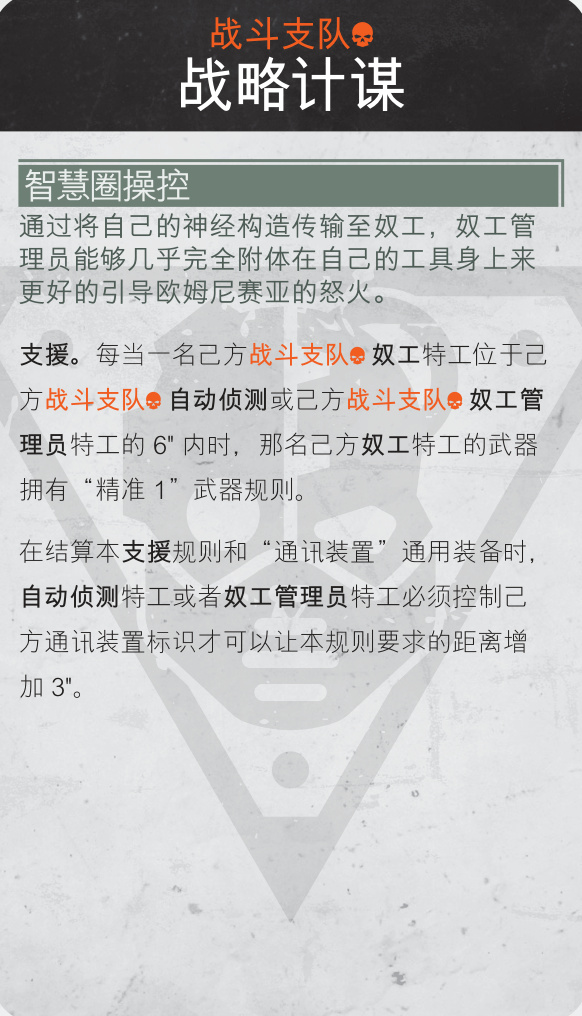 战斗支队
战略计谋
智慧圈操控
通过将自己的神经构造传输至奴工，奴工管
理员能够几乎完全附体在自己的工具身上来
更好的引导欧姆尼赛亚的怒火。
支援。每当一名己方战斗支队 奴工特工位于己
方战斗支队 自动侦测或己方战斗支队 奴工管
理员特工的 6" 内时，那名己方奴工特工的武器
拥有“精准 1”武器规则。
在结算本支援规则和“通讯装置”通用装备时，
自动侦测特工或者奴工管理员特工必须控制己
方通讯装置标识才可以让本规则要求的距离增
加 3"。